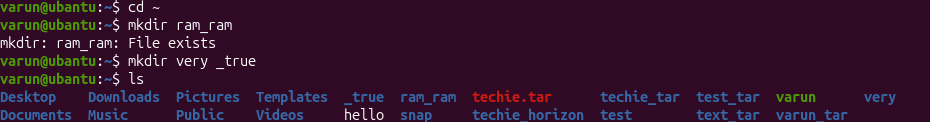 varun@ubantu:~$ cd ~
varun@ubantu:~$ mkdir ram_ram
mkdir: ram_ram: File exists
varun@ubantu:~$ mkdir very _true
varun@ubantu:~$ ls
Desktop    Downloads  Pictures  Templates  _true  ram_ram  techie.tar      techie_tar  test_tar  varun      very
Documents  Music      Public    Videos     hello  snap     techie_horizon  test        text_tar  varun_tar